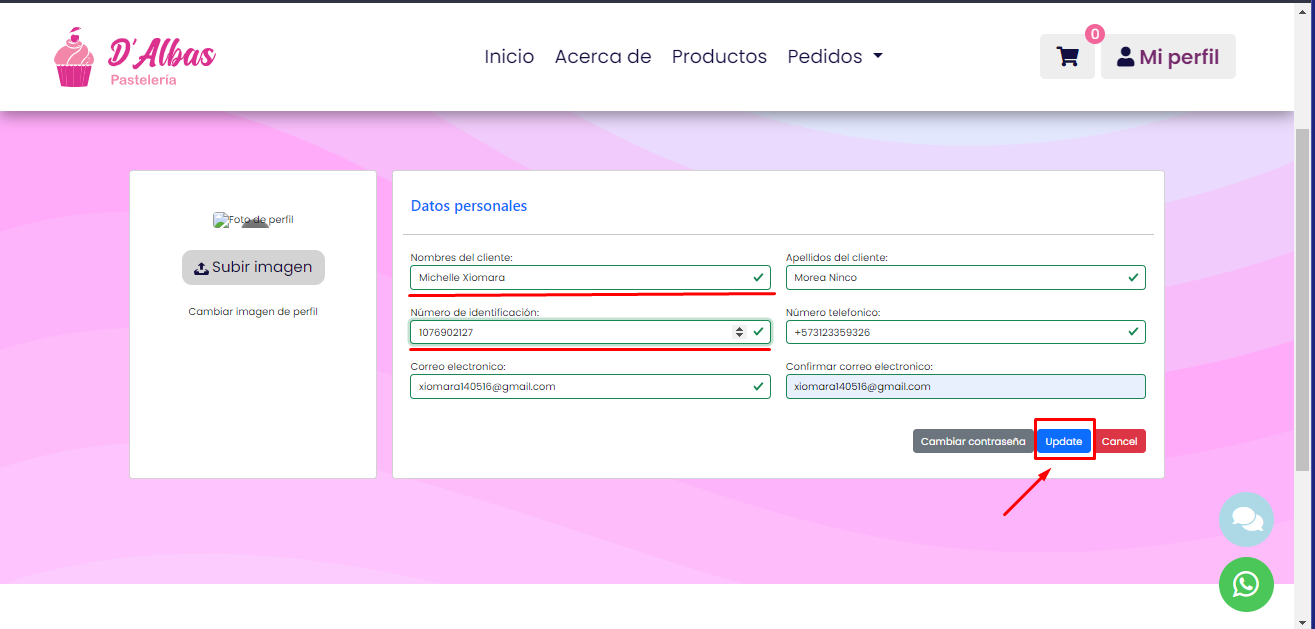 D'Albas
Pastelería
Inicio Acerca de Productos Pedidos
0
Mi perfil
Foto de perfil
Subir imagen
Cambiar imagen de perfil
Datos personales
Nombres del cliente: Apellidos del cliente:
Michelle Xiomara Morea Ninco
Número de identificación: Número telefonico:
1076902127 +573123359326
Correo electronico: Confirmar correo electronico:
xiomara140516@gmail.com xiomara140516@gmail.com
Cambiar contraseña Update Cancel